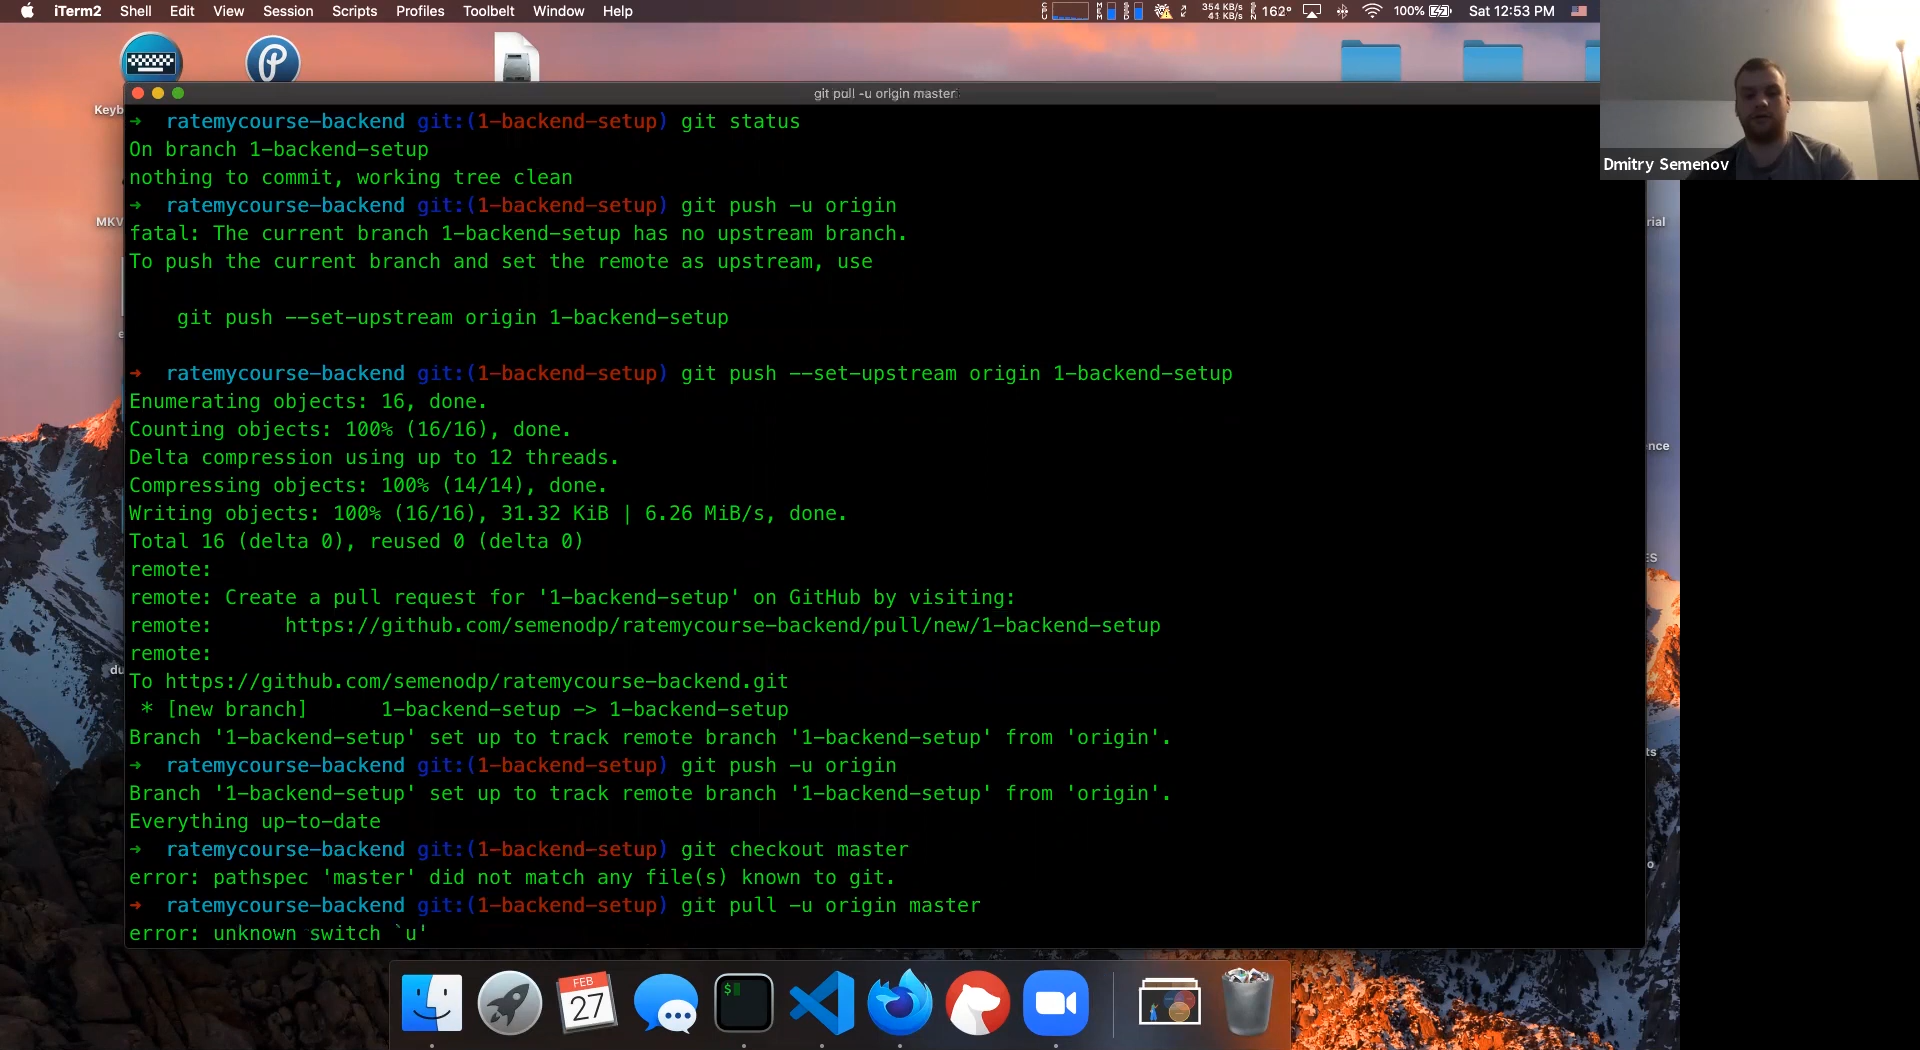 iTerm2 Shell Edit View Session Scripts Profiles Toolbelt Window Help
354 KB/s
41 KB/s
162° 100% Sat 12:53 PM
Keyb
git pull -u origin master
➜ ratemycourse-backend git:(1-backend-setup) git status
On branch 1-backend-setup
nothing to commit, working tree clean
➜ ratemycourse-backend git:(1-backend-setup) git push -u origin
fatal: The current branch 1-backend-setup has no upstream branch.
To push the current branch and set the remote as upstream, use
git push --set-upstream origin 1-backend-setup
➜ ratemycourse-backend git:(1-backend-setup) git push --set-upstream origin 1-backend-setup
Enumerating objects: 16, done.
Counting objects: 100% (16/16), done.
Delta compression using up to 12 threads.
Compressing objects: 100% (14/14), done.
Writing objects: 100% (16/16), 31.32 KiB | 6.26 MiB/s, done.
Total 16 (delta 0), reused 0 (delta 0)
remote:
remote: Create a pull request for '1-backend-setup' on GitHub by visiting:
remote:      https://github.com/semenodp/ratemycourse-backend/pull/new/1-backend-setup
remote:
To https://github.com/semenodp/ratemycourse-backend.git
* [new branch]      1-backend-setup -> 1-backend-setup
Branch '1-backend-setup' set up to track remote branch '1-backend-setup' from 'origin'.
➜ ratemycourse-backend git:(1-backend-setup) git push -u origin
Branch '1-backend-setup' set up to track remote branch '1-backend-setup' from 'origin'.
Everything up-to-date
➜ ratemycourse-backend git:(1-backend-setup) git checkout master
error: pathspec 'master' did not match any file(s) known to git.
➜ ratemycourse-backend git:(1-backend-setup) git pull -u origin master
error: unknown switch `u'
Dmitry Semenov
MKV
du
rial
nce
ES
ts
FEB
27
$